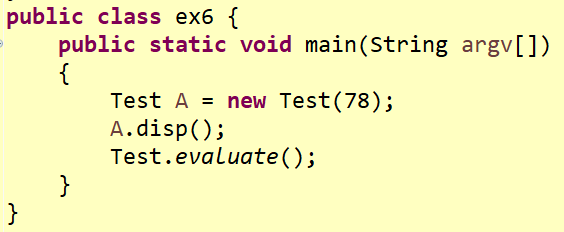 public class ex6 {
    public static void main(String argv[])
    {
        Test A = new Test(78);
        A.disp();
        Test.evaluate();
    }
}